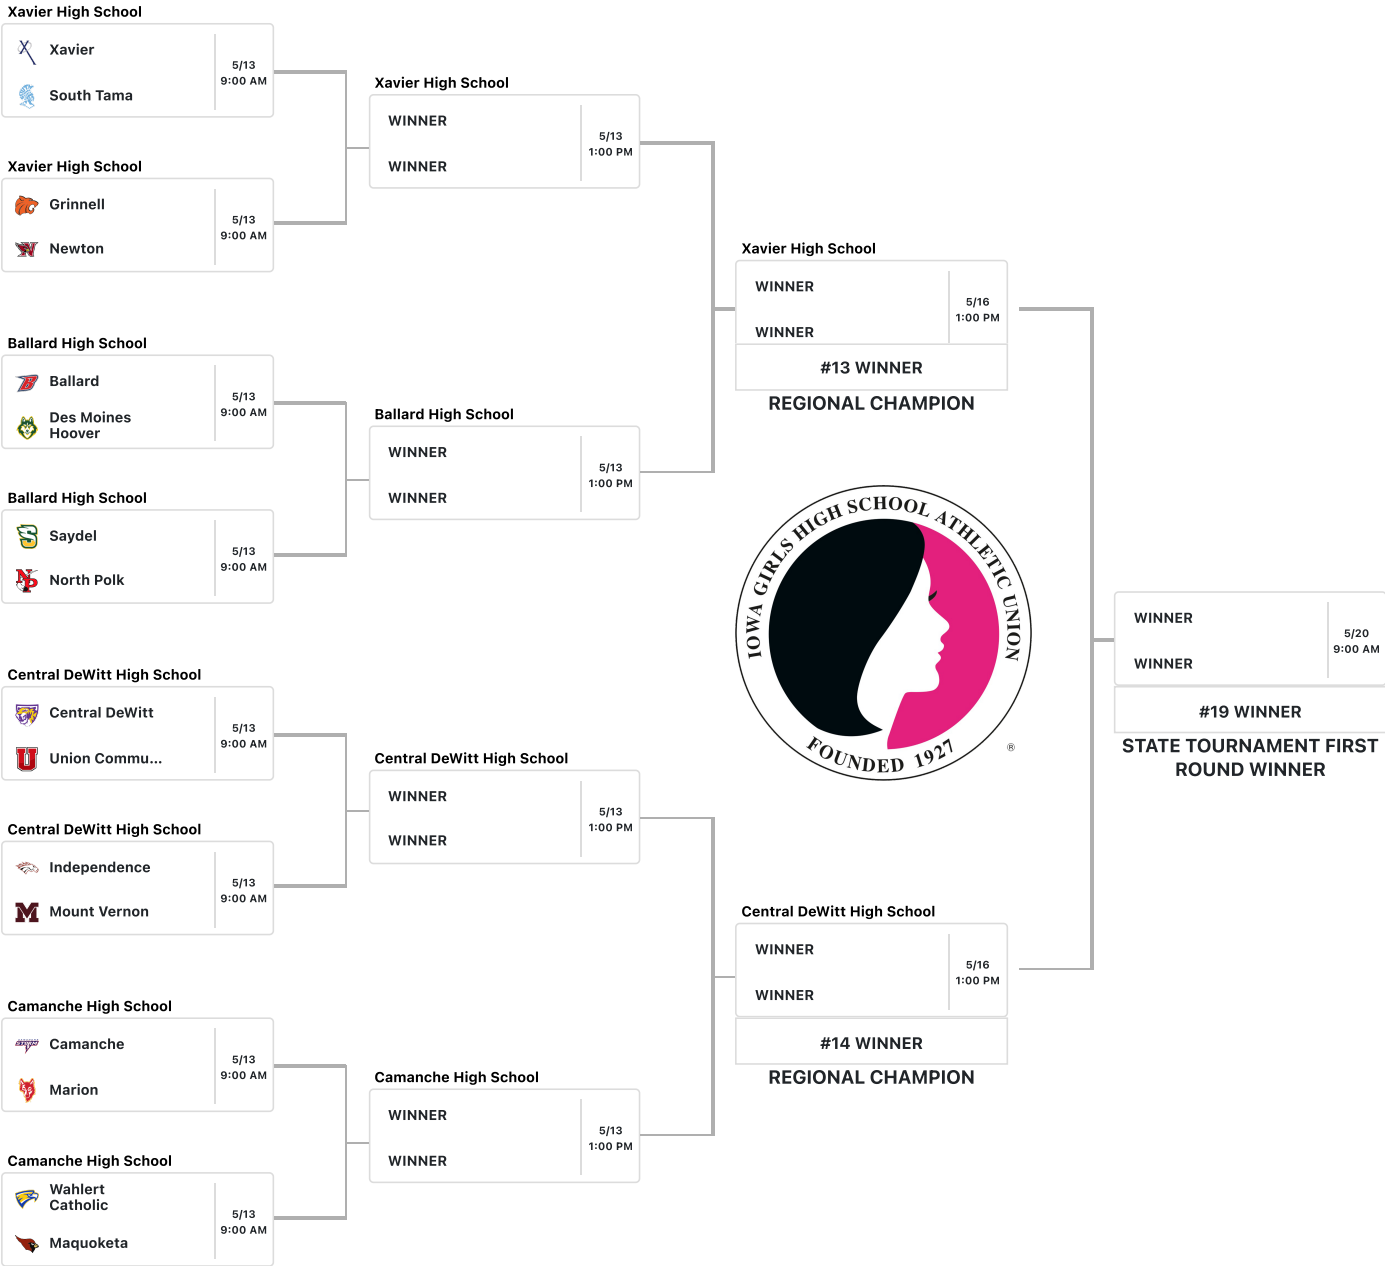 Xavier High School
Xavier
South Tama
5/13
9:00 AM
Xavier High School
Grinnell
Newton
5/13
9:00 AM
Ballard High School
Ballard
Des Moines
Hoover
5/13
9:00 AM
Ballard High School
Saydel
North Polk
5/13
9:00 AM
Central DeWitt High School
Central DeWitt
Union Commu...
5/13
9:00 AM
Central DeWitt High School
Independence
Mount Vernon
5/13
9:00 AM
Camanche High School
Camanche
Marion
5/13
9:00 AM
Camanche High School
Wahlert
Catholic
Maquoketa
5/13
9:00 AM
Xavier High School
WINNER
WINNER
5/13
1:00 PM
Ballard High School
WINNER
WINNER
5/13
1:00 PM
Central DeWitt High School
WINNER
WINNER
5/13
1:00 PM
Camanche High School
WINNER
WINNER
5/13
1:00 PM
Xavier High School
WINNER
WINNER
5/16
1:00 PM
#13 WINNER
REGIONAL CHAMPION
IOWA GIRLS HIGH SCHOOL ATHLETIC UNION
FOUNDED 1927
®
Central DeWitt High School
WINNER
WINNER
5/16
1:00 PM
#14 WINNER
REGIONAL CHAMPION
WINNER
WINNER
5/20
9:00 AM
#19 WINNER
STATE TOURNAMENT FIRST
ROUND WINNER